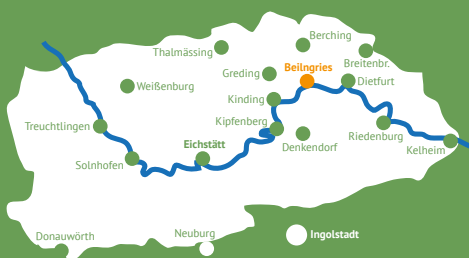 Berching
Thalmässing
Breitenbr.
Beilngries
Greding
Dietfurt
Weißenburg
Kinding
Kipfenberg
Treuchtlingen
Riedenburg
Eichstätt
Denkendorf
Kelheim
Solnhofen
Neuburg
Ingolstadt
Donauwörth